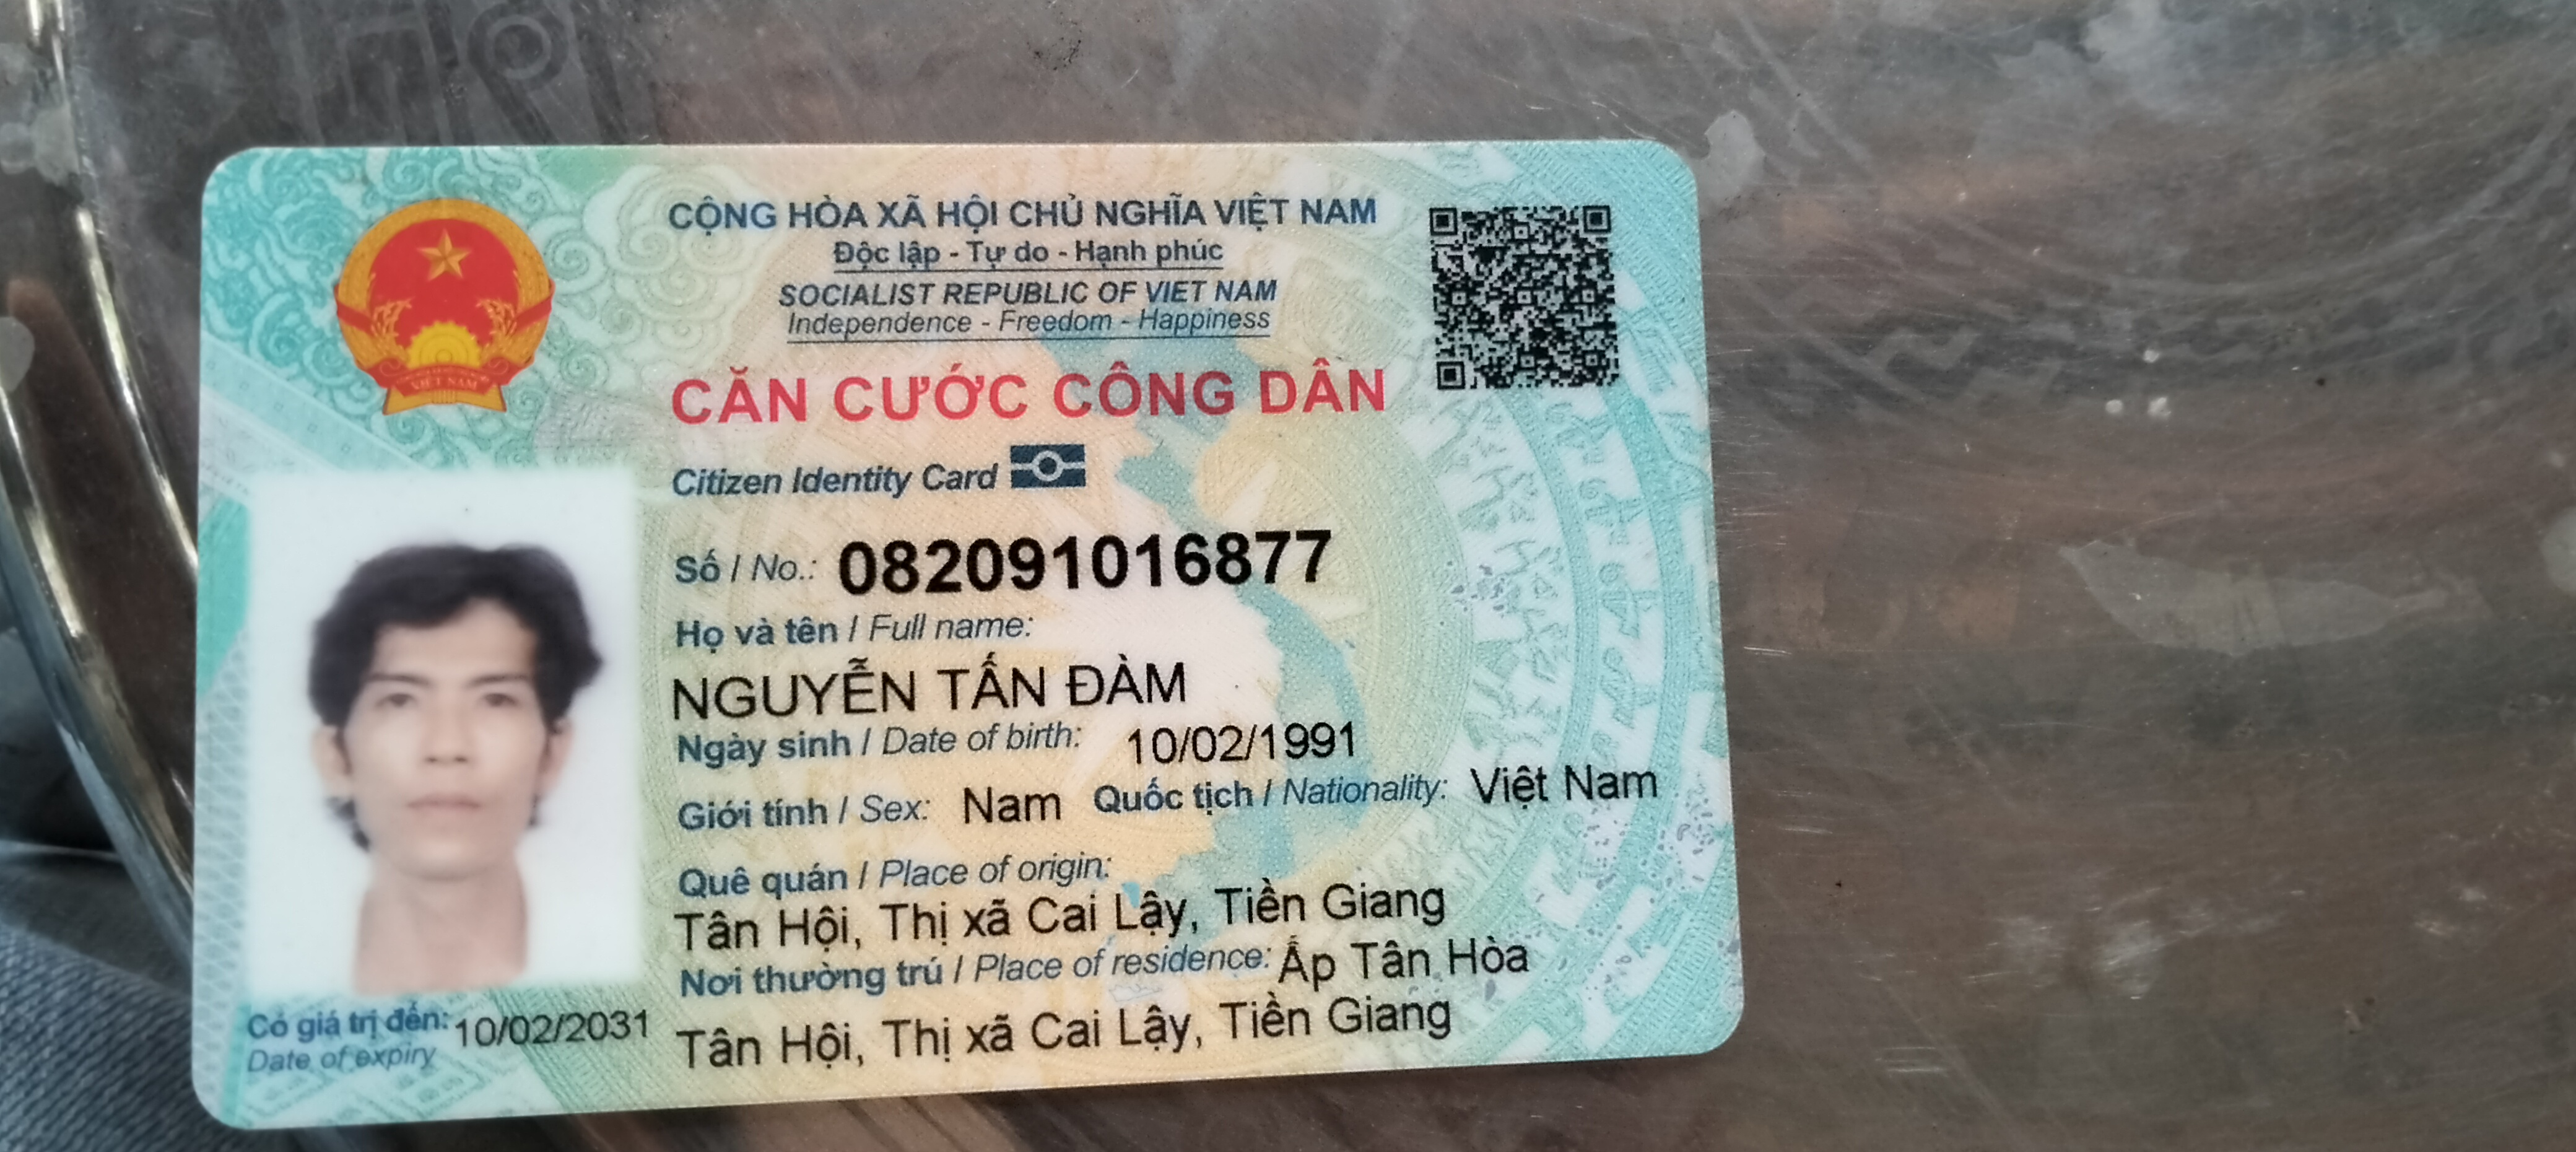 CỘNG HÒA XÃ HỘI CHỦ NGHĨA VIỆT NAM
Độc lập - Tự do - Hạnh phúc
SOCIALIST REPUBLIC OF VIET NAM
Independence - Freedom - Happiness
CĂN CƯỚC CÔNG DÂN
Citizen Identity Card
VIỆT NAM
Số / No.: 082091016877
Họ và tên / Full name:
NGUYỄN TẤN ĐÀM
Ngày sinh / Date of birth: 10/02/1991
Giới tính / Sex: Nam Quốc tịch / Nationality: Việt Nam
Quê quán / Place of origin:
Tân Hội, Thị xã Cai Lậy, Tiền Giang
Nơi thường trú / Place of residence: Ấp Tân Hòa
Tân Hội, Thị xã Cai Lậy, Tiền Giang
Có giá trị đến: 10/02/2031
Date of expiry